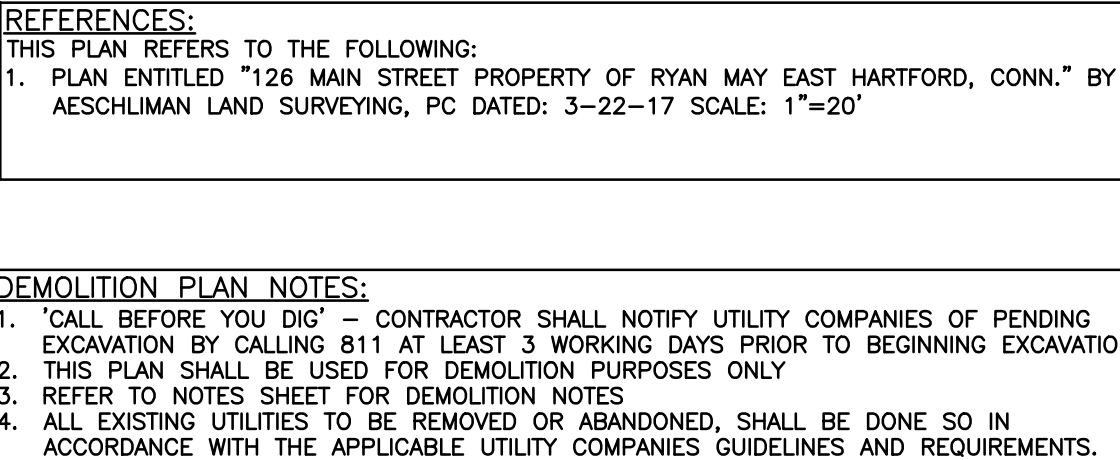 REFERENCES:
THIS PLAN REFERS TO THE FOLLOWING:
1. PLAN ENTITLED "126 MAIN STREET PROPERTY OF RYAN MAY EAST HARTFORD, CONN." BY
AESCHLIMAN LAND SURVEYING, PC DATED: 3-22-17 SCALE: 1"=20'
DEMOLITION PLAN NOTES:
1. 'CALL BEFORE YOU DIG' – CONTRACTOR SHALL NOTIFY UTILITY COMPANIES OF PENDING
EXCAVATION BY CALLING 811 AT LEAST 3 WORKING DAYS PRIOR TO BEGINNING EXCAVATIO
2. THIS PLAN SHALL BE USED FOR DEMOLITION PURPOSES ONLY
3. REFER TO NOTES SHEET FOR DEMOLITION NOTES
4. ALL EXISTING UTILITIES TO BE REMOVED OR ABANDONED, SHALL BE DONE SO IN
ACCORDANCE WITH THE APPLICABLE UTILITY COMPANIES GUIDELINES AND REQUIREMENTS.